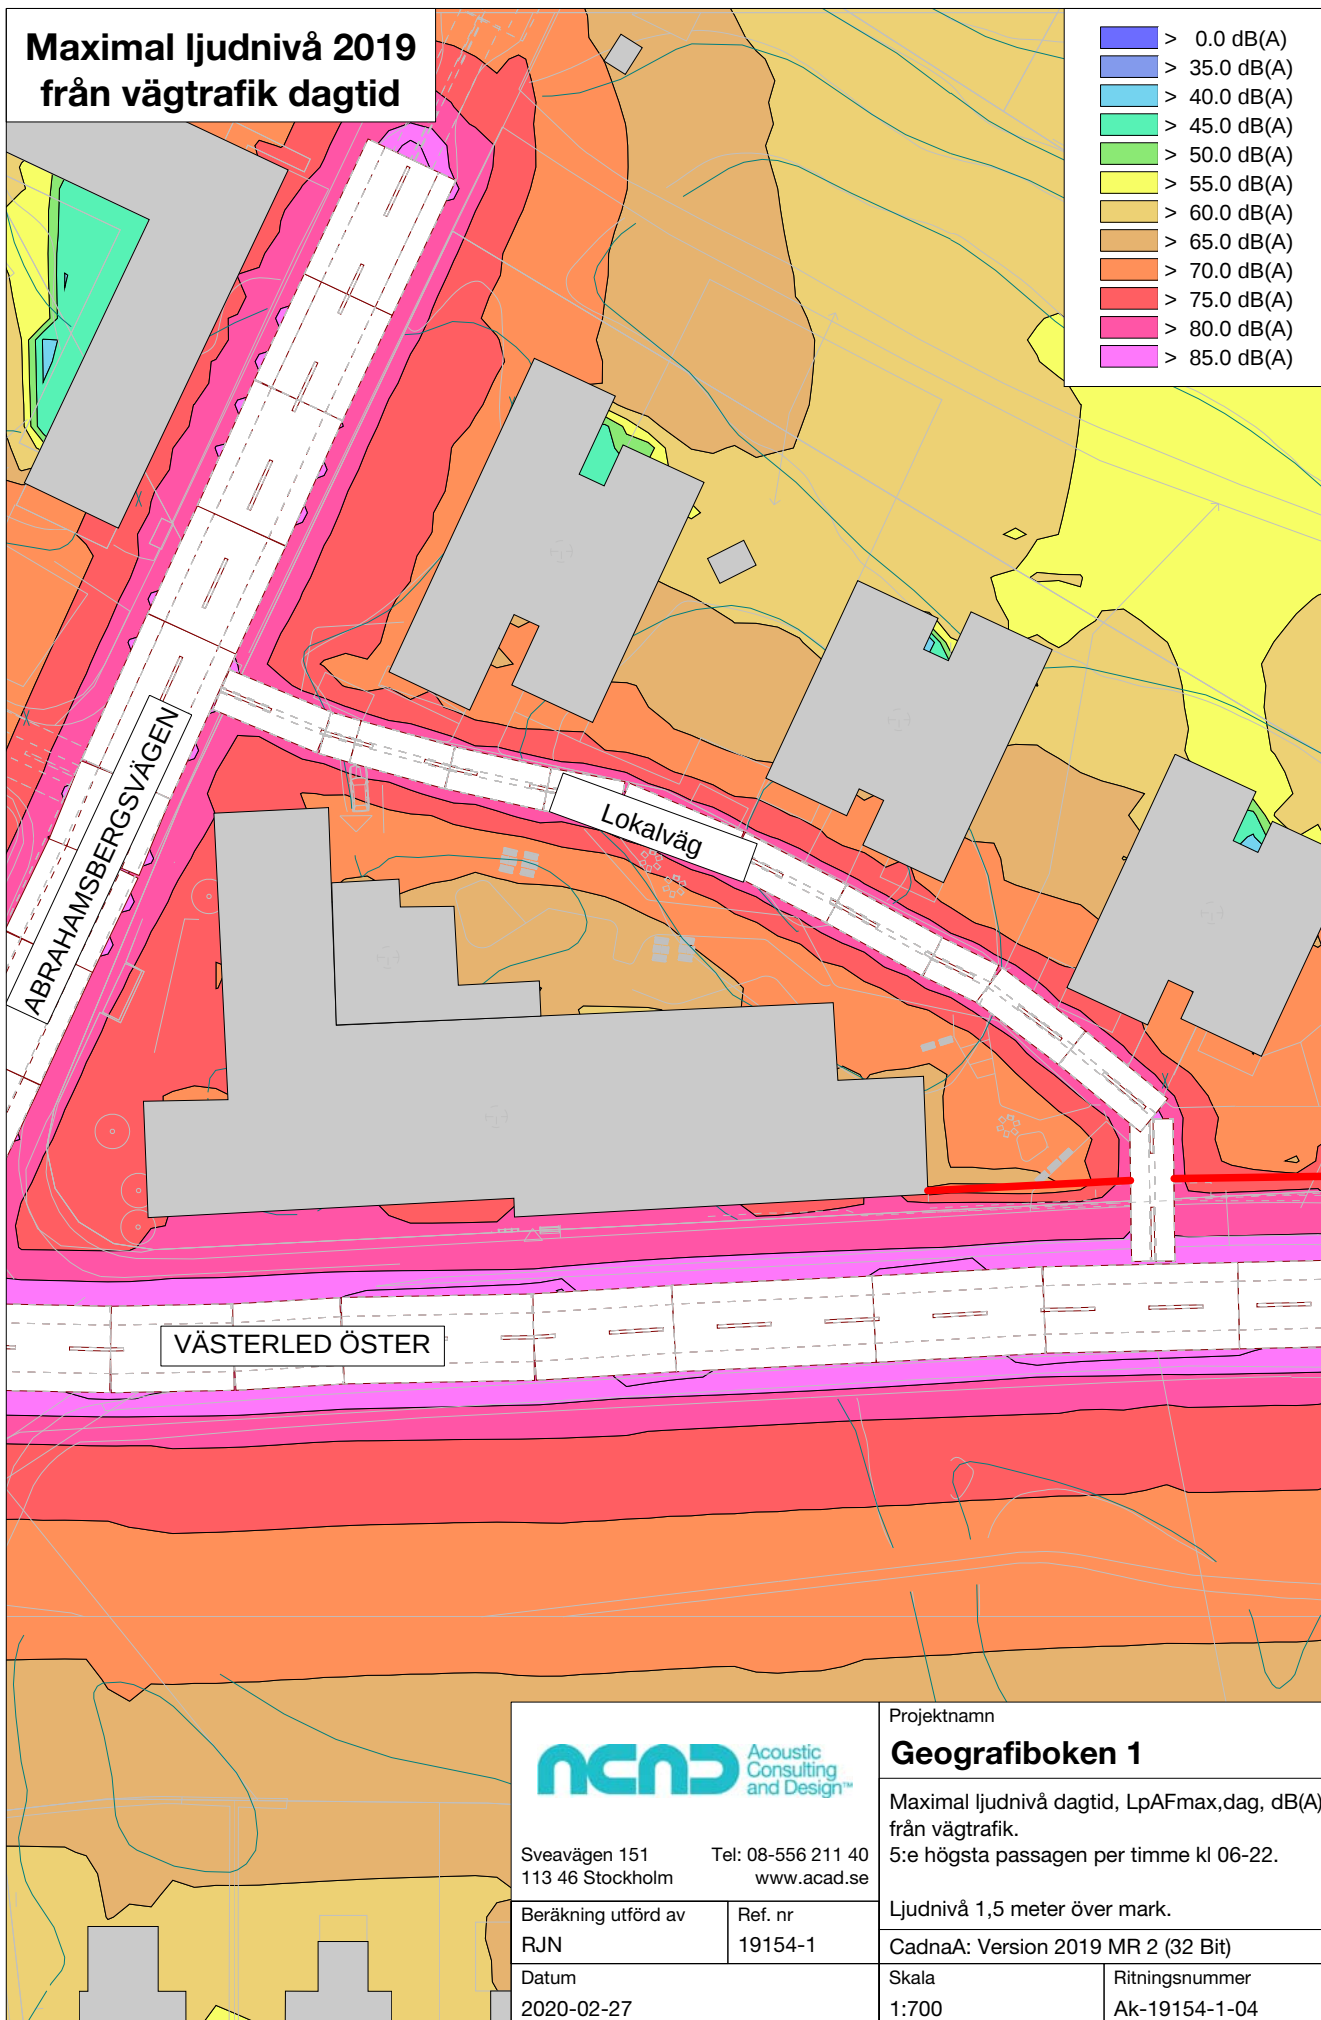 Maximal ljudnivå 2019
från vägtrafik dagtid
> 0.0 dB(A)
> 35.0 dB(A)
> 40.0 dB(A)
> 45.0 dB(A)
> 50.0 dB(A)
> 55.0 dB(A)
> 60.0 dB(A)
> 65.0 dB(A)
> 70.0 dB(A)
> 75.0 dB(A)
> 80.0 dB(A)
> 85.0 dB(A)
ABRAHAMSBERGSVÄGEN
Lokalväg
VÄSTERLED ÖSTER
ACAD
Acoustic
Consulting
and Design™
Sveavägen 151
113 46 Stockholm
Tel: 08-556 211 40
www.acad.se
Beräkning utförd av
RJN
Ref. nr
19154-1
Datum
2020-02-27
Projektnamn
Geografiboken 1
Maximal ljudnivå dagtid, LpAFmax,dag, dB(A)
från vägtrafik.
5:e högsta passagen per timme kl 06-22.
Ljudnivå 1,5 meter över mark.
CadnaA: Version 2019 MR 2 (32 Bit)
Skala
1:700
Ritningsnummer
Ak-19154-1-04